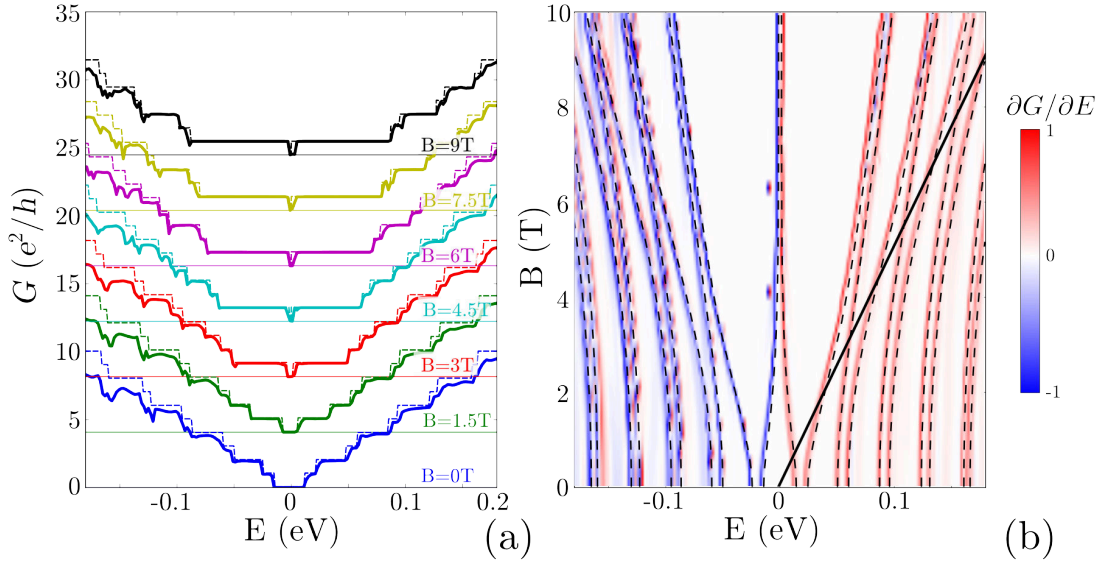 35
30
25
20
15
10
5
0
G (e²/h)
B=9T
B=7.5T
B=6T
B=4.5T
B=3T
B=1.5T
B=0T
-0.1 0 0.1 0.2
E (eV)
(a)
10
8
6
4
2
0
B (T)
-0.1 0 0.1
E (eV)
(b)
∂G/∂E
1
0
-1